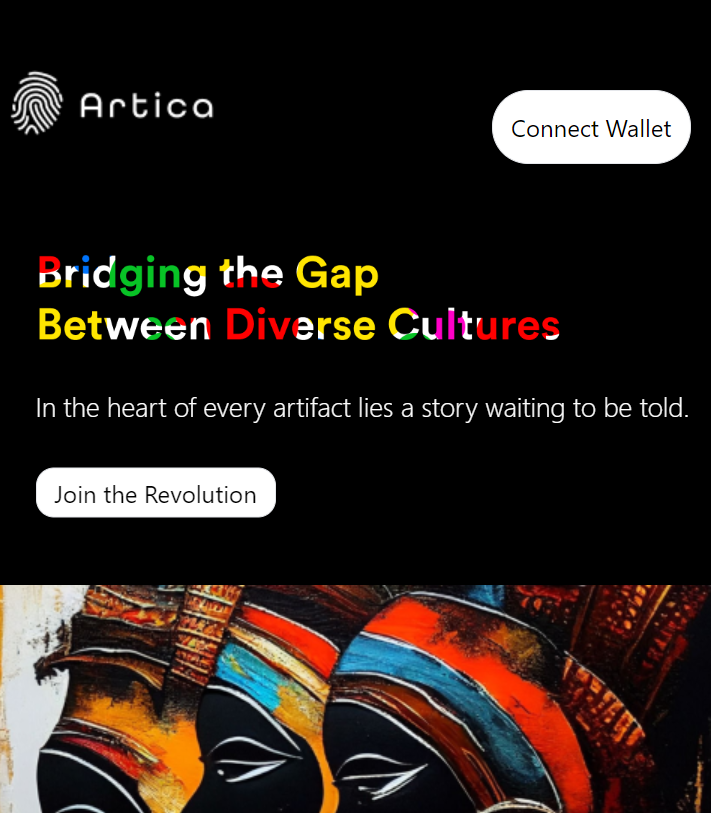 Artica
Connect Wallet
Bridging the Gap
Between Diverse Cultures
In the heart of every artifact lies a story waiting to be told.
Join the Revolution